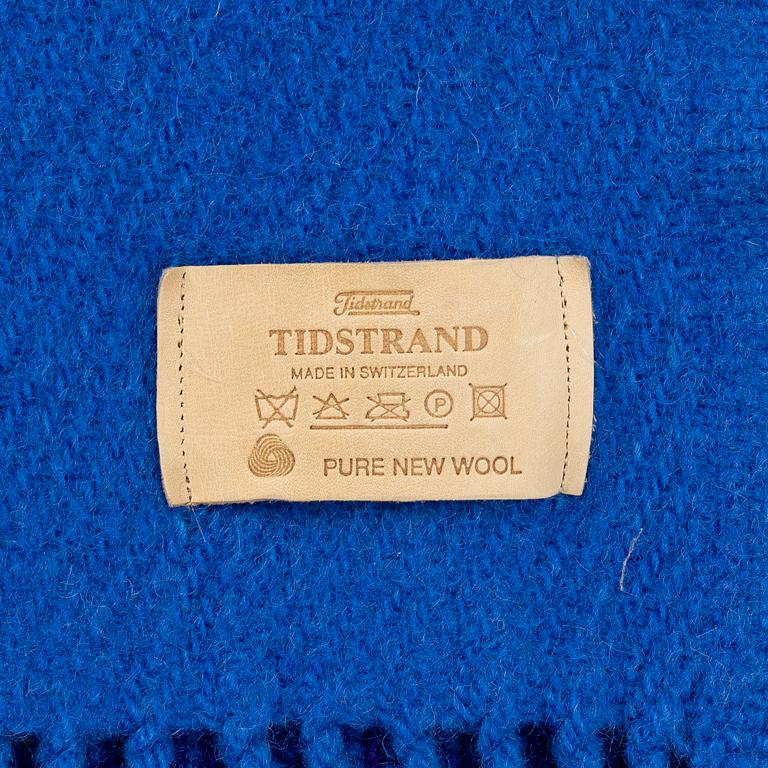 Tidstrand
TIDSTRAND
MADE IN SWITZERLAND
P
PURE NEW WOOL